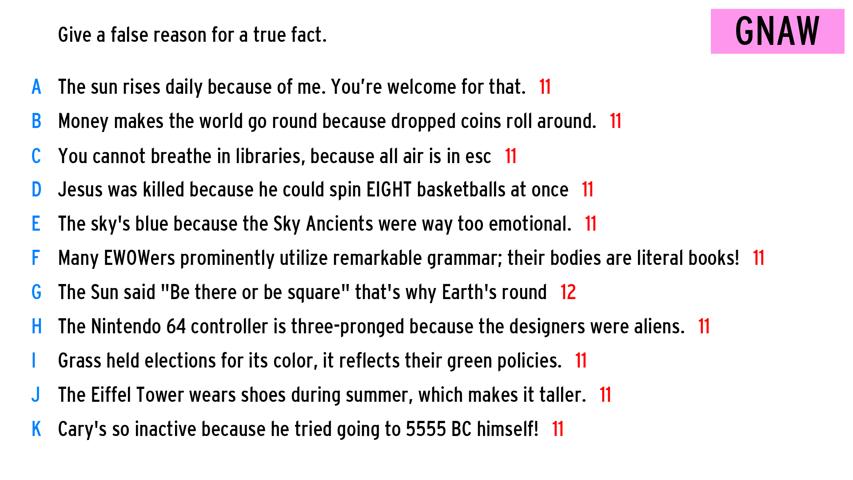 Give a false reason for a true fact.
GNAW
A The sun rises daily because of me. You're welcome for that. 11
B Money makes the world go round because dropped coins roll around. 11
C You cannot breathe in libraries, because all air is in esc 11
D Jesus was killed because he could spin EIGHT basketballs at once 11
E The sky's blue because the Sky Ancients were way too emotional. 11
F Many EWOWers prominently utilize remarkable grammar; their bodies are literal books! 11
G The Sun said "Be there or be square" that's why Earth's round 12
H The Nintendo 64 controller is three-pronged because the designers were aliens. 11
I Grass held elections for its color, it reflects their green policies. 11
J The Eiffel Tower wears shoes during summer, which makes it taller. 11
K Cary's so inactive because he tried going to 5555 BC himself! 11